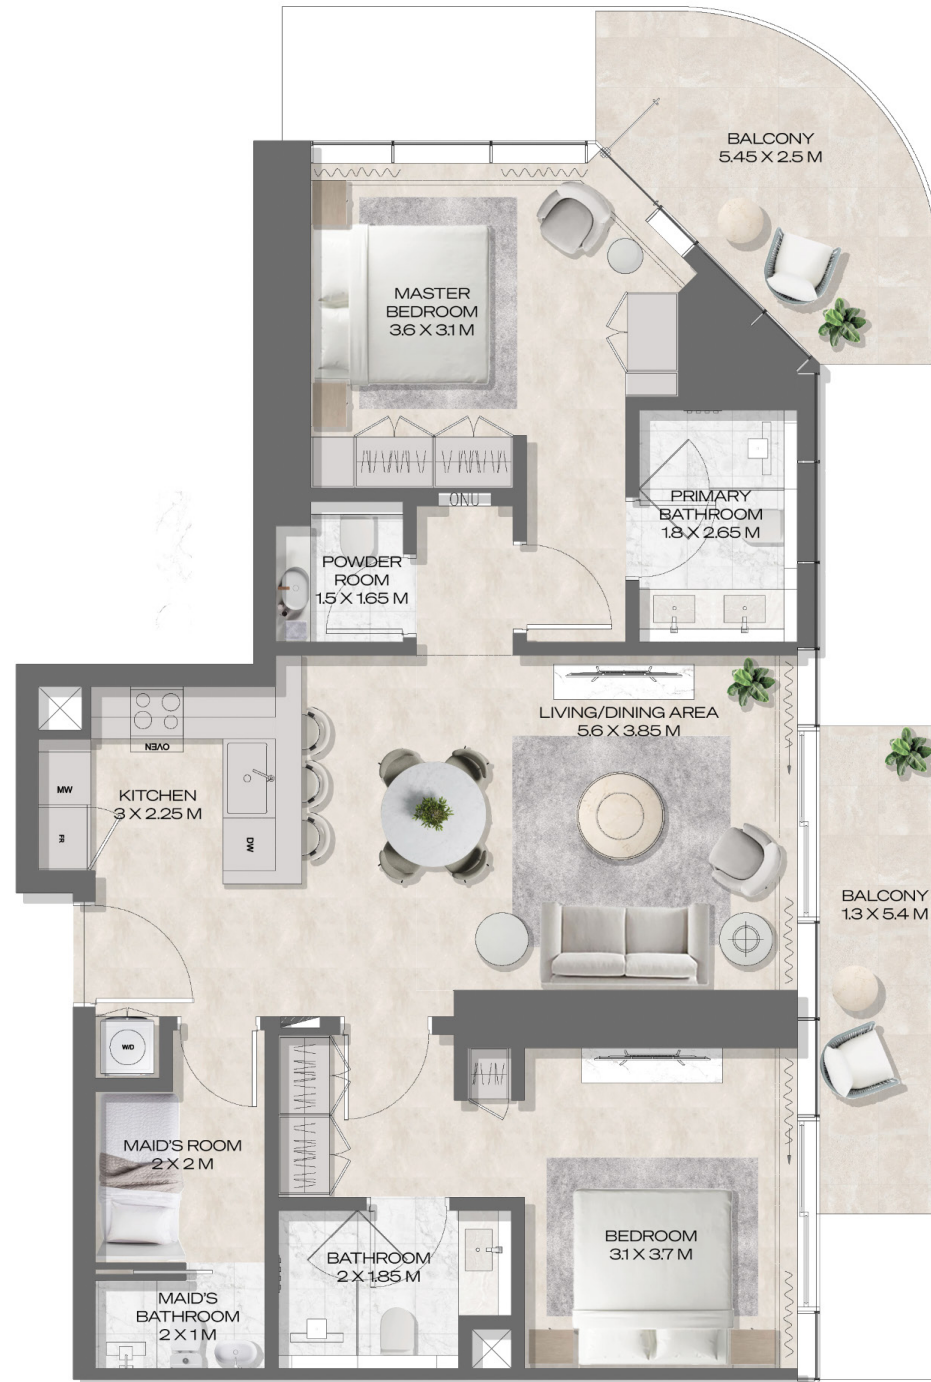 BALCONY
5.45 X 2.5 M
MASTER
BEDROOM
3.6 X 3.1 M
ONU
PRIMARY
BATHROOM
1.8 X 2.65 M
POWDER
ROOM
1.5 X 1.65 M
LIVING/DINING AREA
5.6 X 3.85 M
OVEN
MW
KITCHEN
3 X 2.25 M
FR
DW
BALCONY
1.3 X 5.4 M
W/D
MAID'S ROOM
2 X 2 M
BEDROOM
3.1 X 3.7 M
BATHROOM
2 X 1.85 M
MAID'S
BATHROOM
2 X 1 M